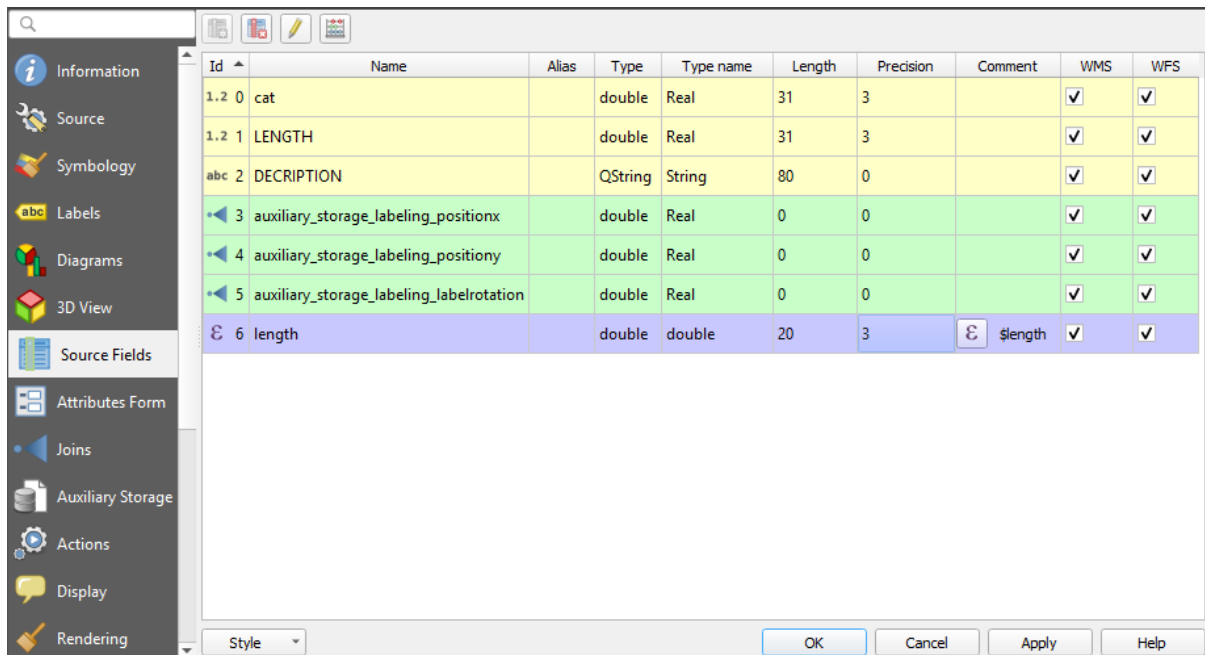 Information
Source
Symbology
abc Labels
Diagrams
3D View
Source Fields
Attributes Form
Joins
Auxiliary Storage
Actions
Display
Rendering
Id Name Alias Type Type name Length Precision Comment WMS WFS
1.2 0 cat double Real 31 3
1.2 1 LENGTH double Real 31 3
abc 2 DECRIPTION QString String 80 0
3 auxiliary_storage_labeling_positionx double Real 0 0
4 auxiliary_storage_labeling_positiony double Real 0 0
5 auxiliary_storage_labeling_labelrotation double Real 0 0
ε 6 length double double 20 3 ε $length
Style OK Cancel Apply Help